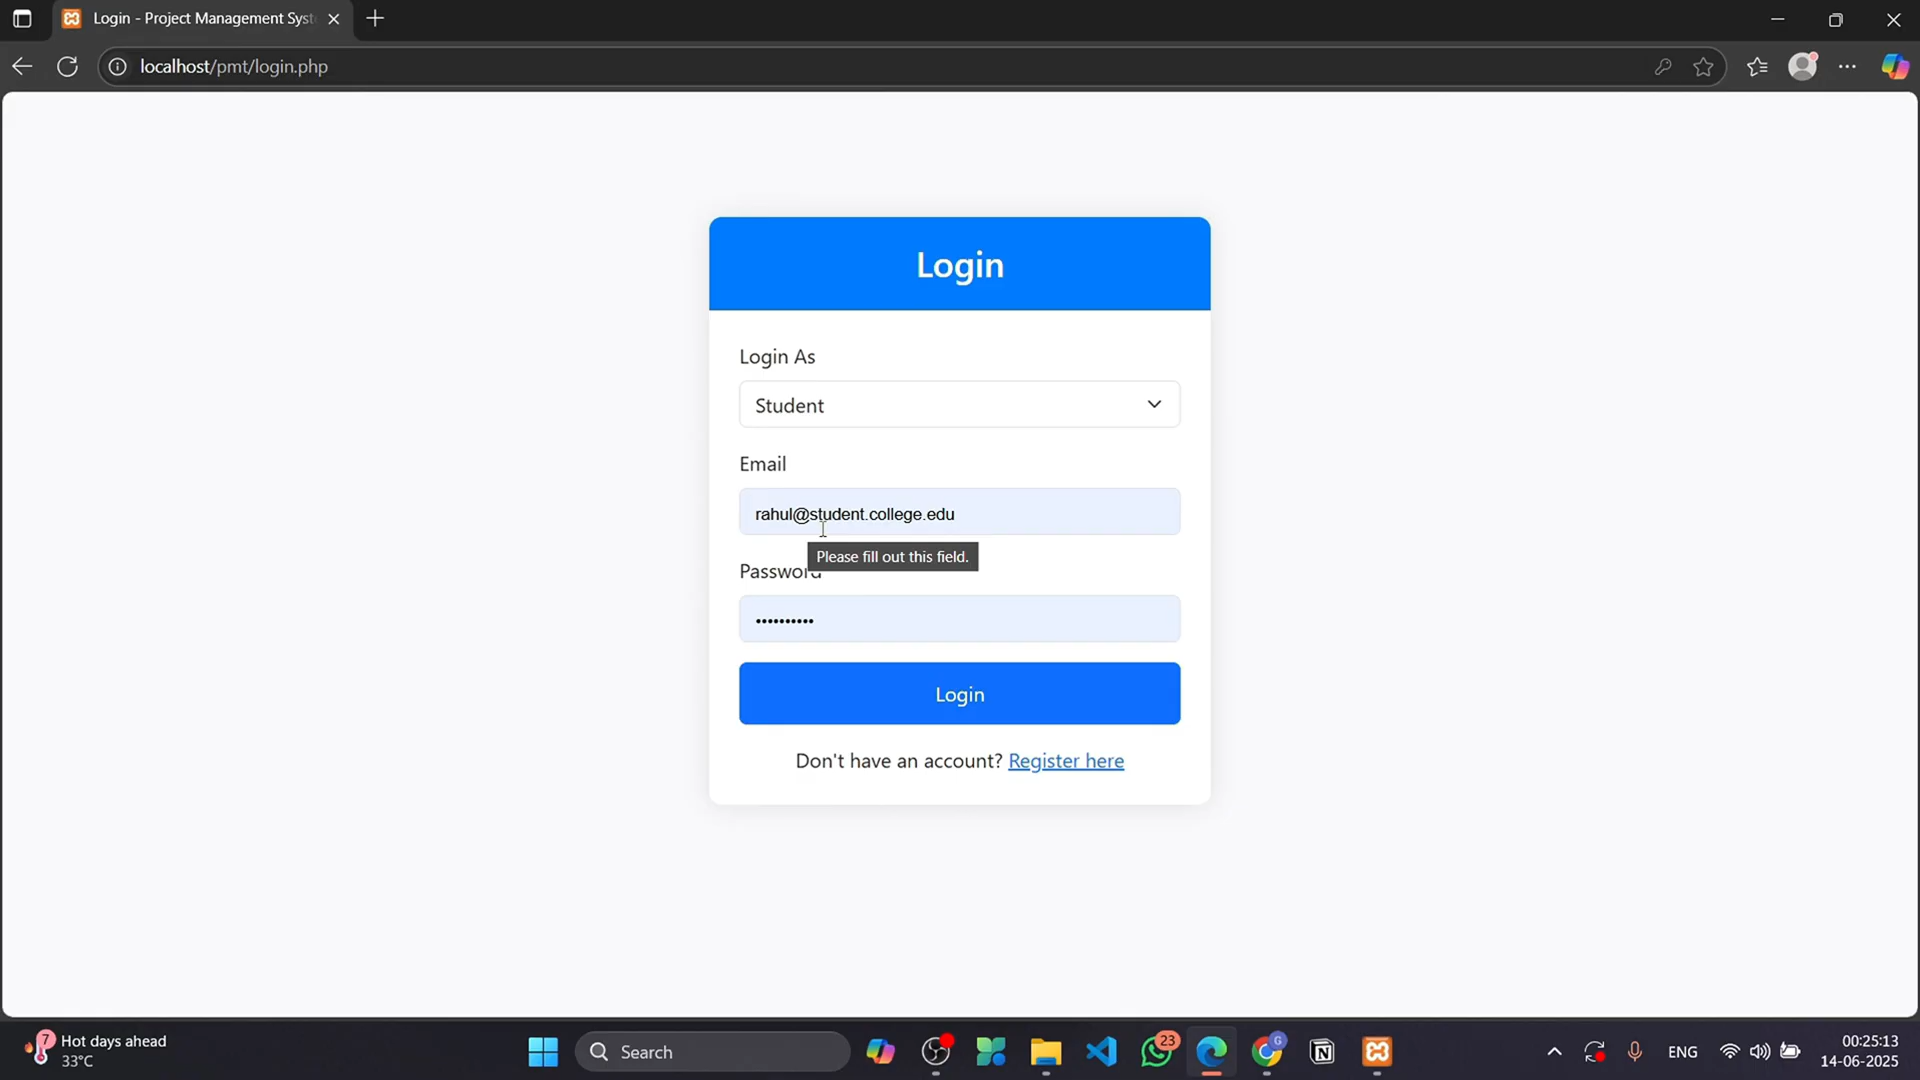 Login - Project Management Syst
localhost/pmt/login.php
Login
Login As
Student
Email
rahul@student.college.edu
Please fill out this field.
Password
••••••••••
Login
Don't have an account? Register here
7
Hot days ahead
33°C
Search
23
G
ENG
00:25:13
14-06-2025